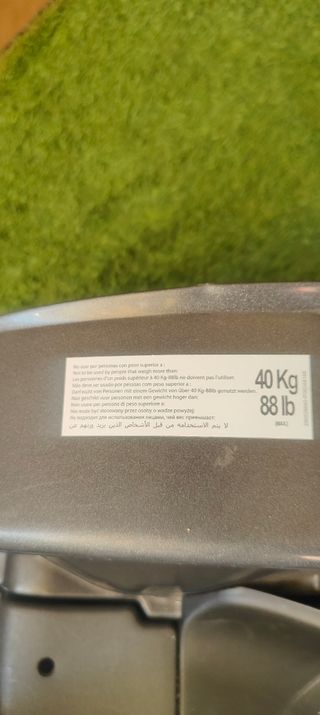 No usar por personas con peso superior a :
Not to be used by people that weigh more than:
Les personnes d'un poids supérieur à 40 Kg-88lb ne doivent pas l'utiliser.
Não deve ser usado por pessoas com peso superior a :
Darf nicht von Personen mit einem Gewicht von über 40 Kg-88lb genutzt werden.
Niet geschikt voor personen met een gewicht hoger dan:
Non usare per persone di peso superiore a:
Nie może być stosowany przez osoby o wadze powyżej:
Не подходит для использования лицами, чей вес превышает:
لا يتم الاستخدامه من قبل الأشخاص الذين يزيد وزنهم عن
40 Kg
88 lb
(MAX.)